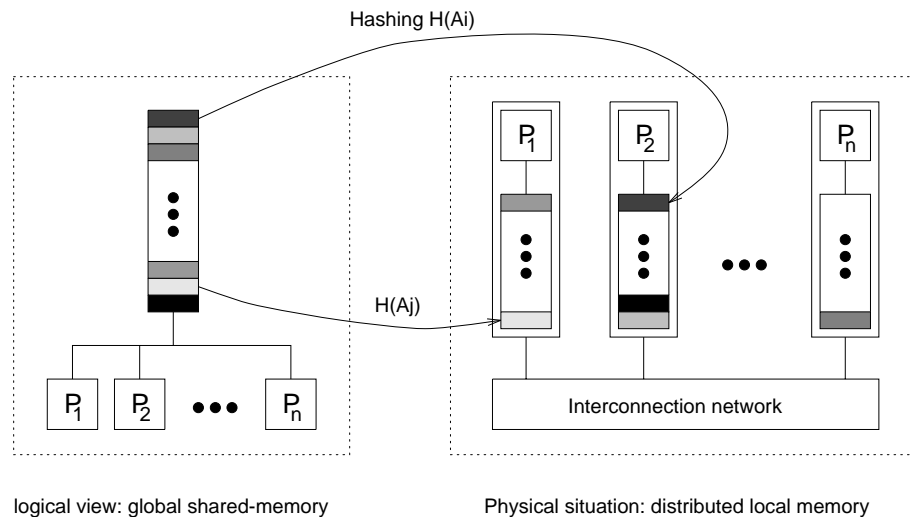 Hashing H(Ai)
P1
P2
Pn
H(Aj)
P1
P2
Pn
Interconnection network
logical view: global shared-memory
Physical situation: distributed local memory